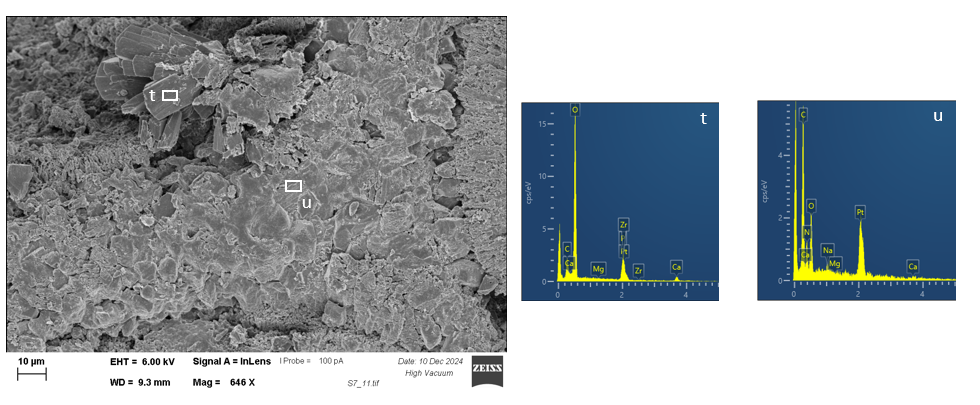 t
u
10 µm
EHT = 6.00 kV
Signal A = InLens
I Probe = 100 pA
Date: 10 Dec 2024
High Vacuum
WD = 9.3 mm
Mag = 646 X
S7_11.tif
ZEISS
t
cps/eV
15
10
5
0
O
C
Ca
Mg
Zr
Pt
Zr
Ca
0
2
4
u
cps/eV
4
2
0
C
O
N
Ca
Na
Mg
Pt
Ca
0
2
4